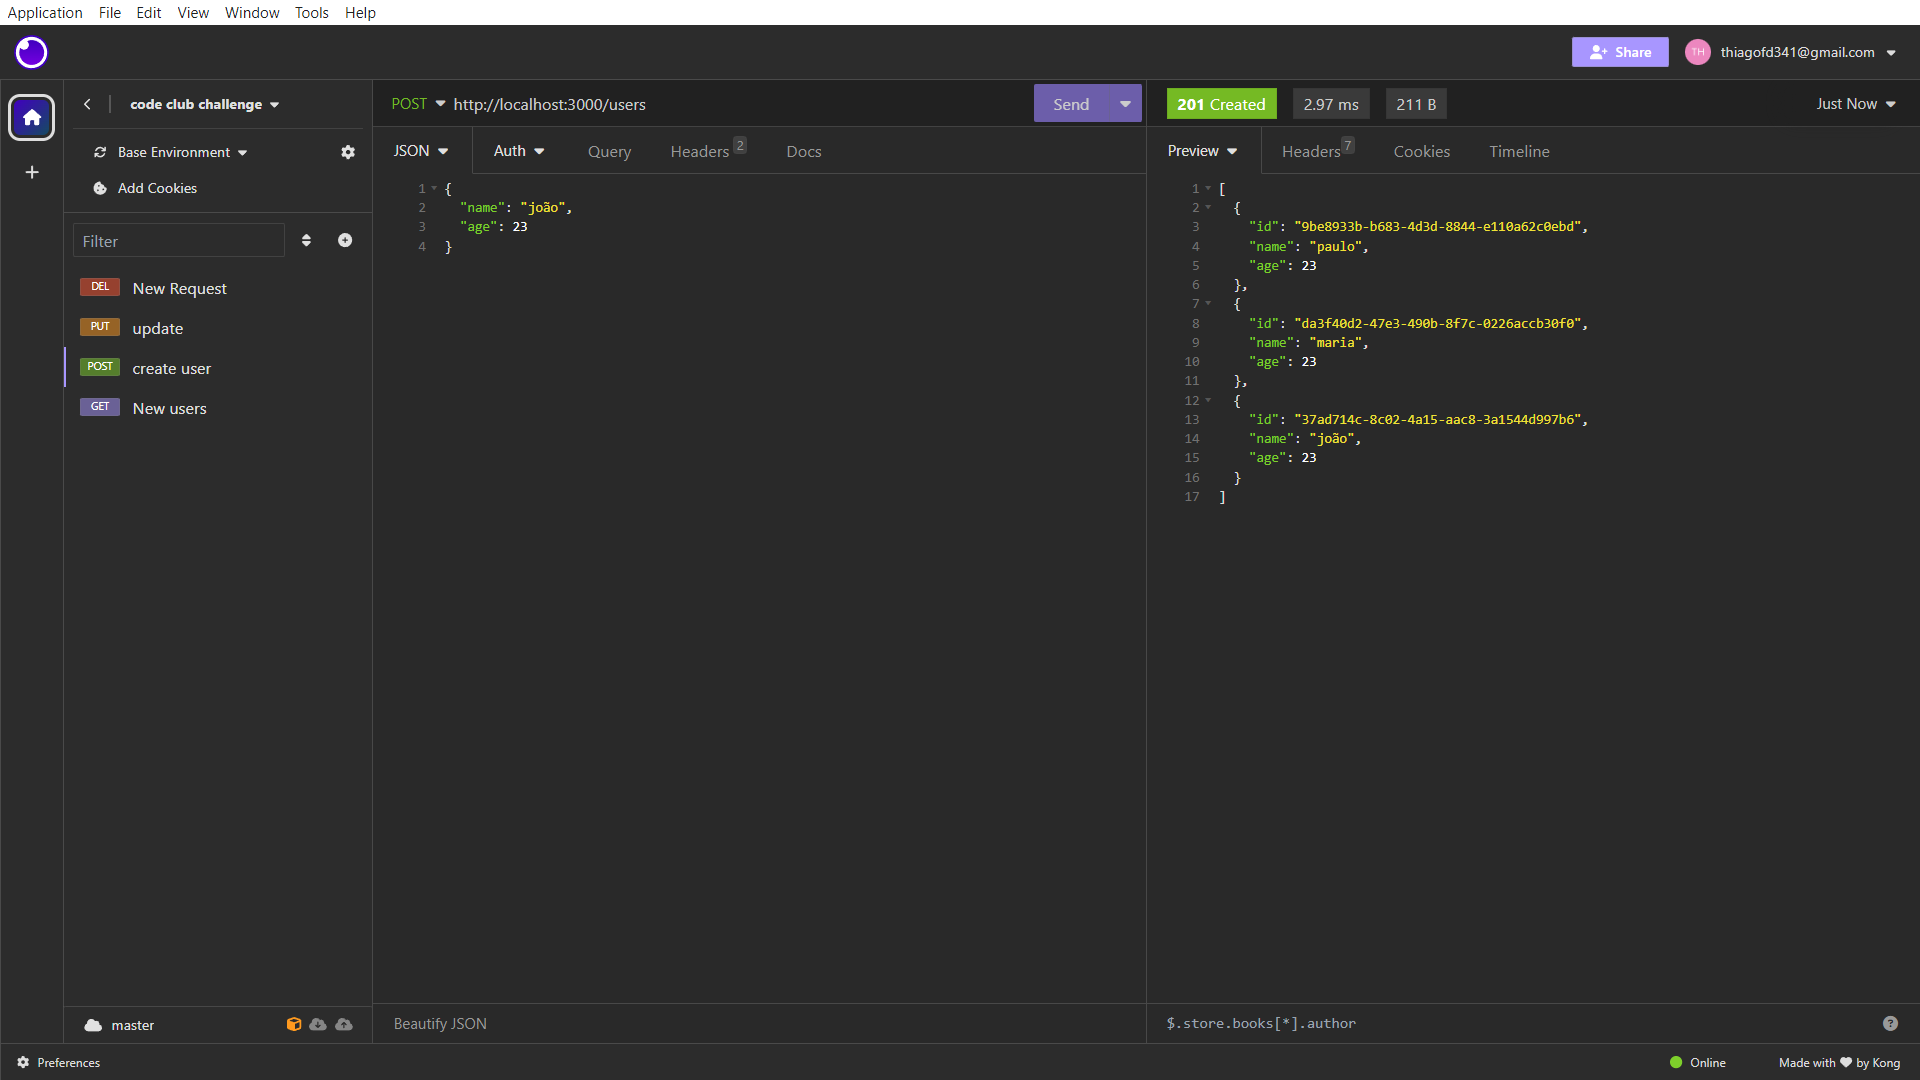 Application File Edit View Window Tools Help
Share
TH thiagofd341@gmail.com
code club challenge
Base Environment
Add Cookies
Filter
DEL New Request
PUT update
POST create user
GET New users
master
POST http://localhost:3000/users Send
JSON Auth Query Headers 2 Docs
1 {
2 "name": "joão",
3 "age": 23
4 }
Beautify JSON
201 Created 2.97 ms 211 B Just Now
Preview Headers 7 Cookies Timeline
1 [
2 {
3 "id": "9be8933b-b683-4d3d-8844-e110a62c0ebd",
4 "name": "paulo",
5 "age": 23
6 },
7 {
8 "id": "da3f40d2-47e3-490b-8f7c-0226accb30f0",
9 "name": "maria",
10 "age": 23
11 },
12 {
13 "id": "37ad714c-8c02-4a15-aac8-3a1544d997b6",
14 "name": "joão",
15 "age": 23
16 }
17 ]
$.store.books[*].author
Preferences
Online
Made with ♥ by Kong